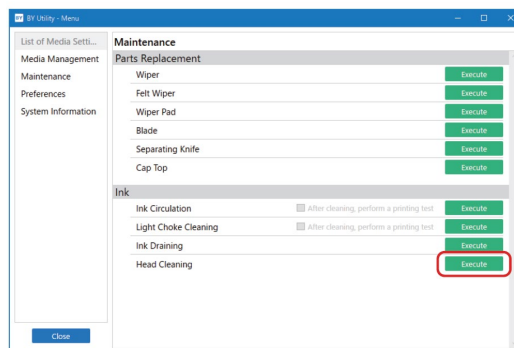 BY BY Utility - Menu
List of Media Setti...
Media Management
Maintenance
Preferences
System Information
Close
Maintenance
Parts Replacement
Wiper Execute
Felt Wiper Execute
Wiper Pad Execute
Blade Execute
Separating Knife Execute
Cap Top Execute
Ink
Ink Circulation After cleaning, perform a printing test Execute
Light Choke Cleaning After cleaning, perform a printing test Execute
Ink Draining Execute
Head Cleaning Execute